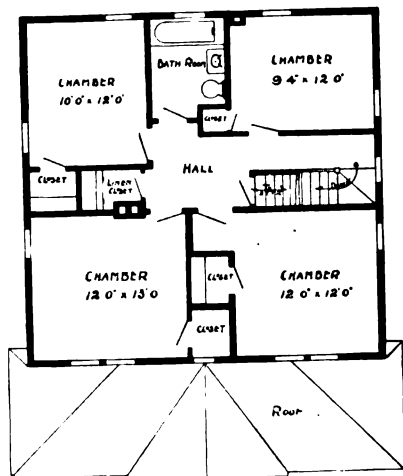 CHAMBER
10'0" x 12'0"
BATH ROOM
CHAMBER
9'4" x 12'0"
CLOSET
CLOSET
LINEN
CLOSET
HALL
CHAMBER
12'0" x 13'0
CLOSET
CHAMBER
12'0" x 12'0"
CLOSET
ROOF